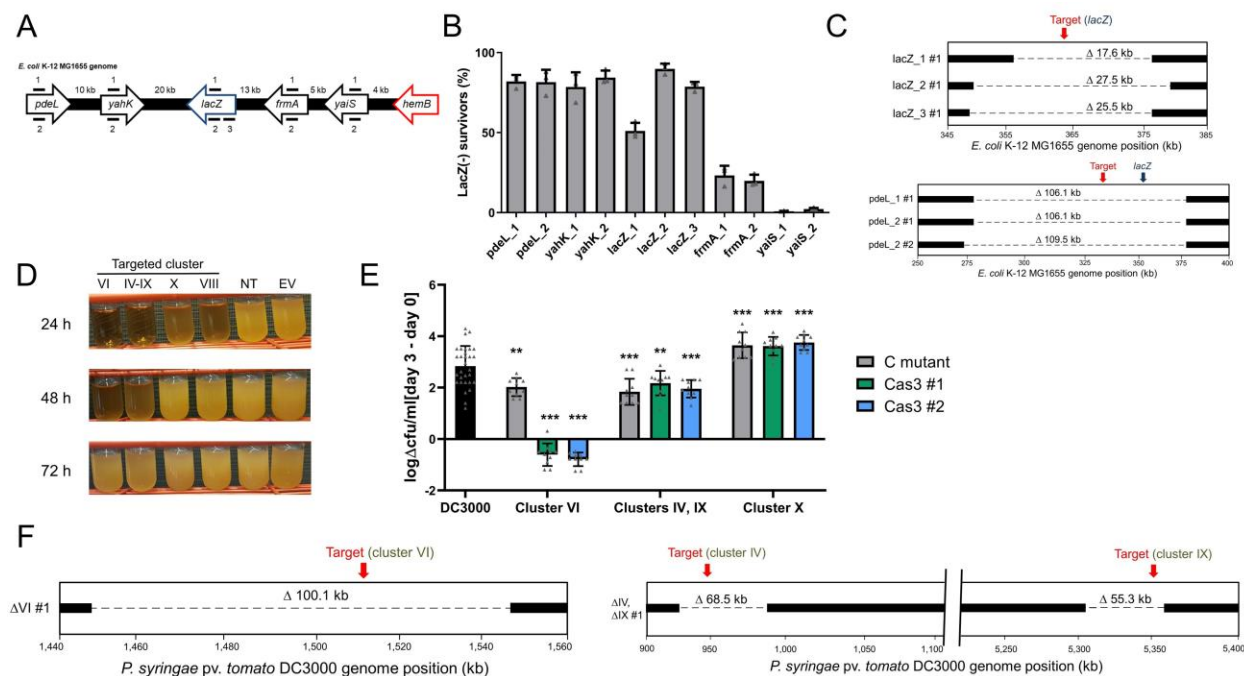 A
E. coli K-12 MG1655 genome
1 1 1 1 1
10 kb 20 kb 13 kb 5 kb 4 kb
pdeL yahK lacZ frmA yaiS hemB
2 2 2 3 2 2
B
LacZ(-) survivors (%)
100
50
0
pdeL_1 pdeL_2 yahK_1 yahK_2 lacZ_1 lacZ_2 lacZ_3 frmA_1 frmA_2 yaiS_1 yaiS_2
C
Target (lacZ)
lacZ_1 #1 Δ 17.6 kb
lacZ_2 #1 Δ 27.5 kb
lacZ_3 #1 Δ 25.5 kb
345 355 365 375 385
E. coli K-12 MG1655 genome position (kb)
Target lacZ
pdeL_1 #1 Δ 106.1 kb
pdeL_2 #1 Δ 106.1 kb
pdeL_2 #2 Δ 109.5 kb
250 275 300 325 350 375 400
E. coli K-12 MG1655 genome position (kb)
D
Targeted cluster
VI IV-IX X VIII NT EV
24 h
48 h
72 h
E
logΔcfu/ml[day 3 - day 0]
6
4
2
0
-2
** *** *** *** ** *** *** *** ***
DC3000 Cluster VI Clusters IV, IX Cluster X
C mutant
Cas3 #1
Cas3 #2
F
Target (cluster VI)
ΔVI #1 Δ 100.1 kb
1,440 1,460 1,480 1,500 1,520 1,540 1,560
P. syringae pv. tomato DC3000 genome position (kb)
Target (cluster IV) Target (cluster IX)
ΔIV,
ΔIX #1
Δ 68.5 kb Δ 55.3 kb
900 950 1,000 1,050 1,100 5,250 5,300 5,350 5,400
P. syringae pv. tomato DC3000 genome position (kb)